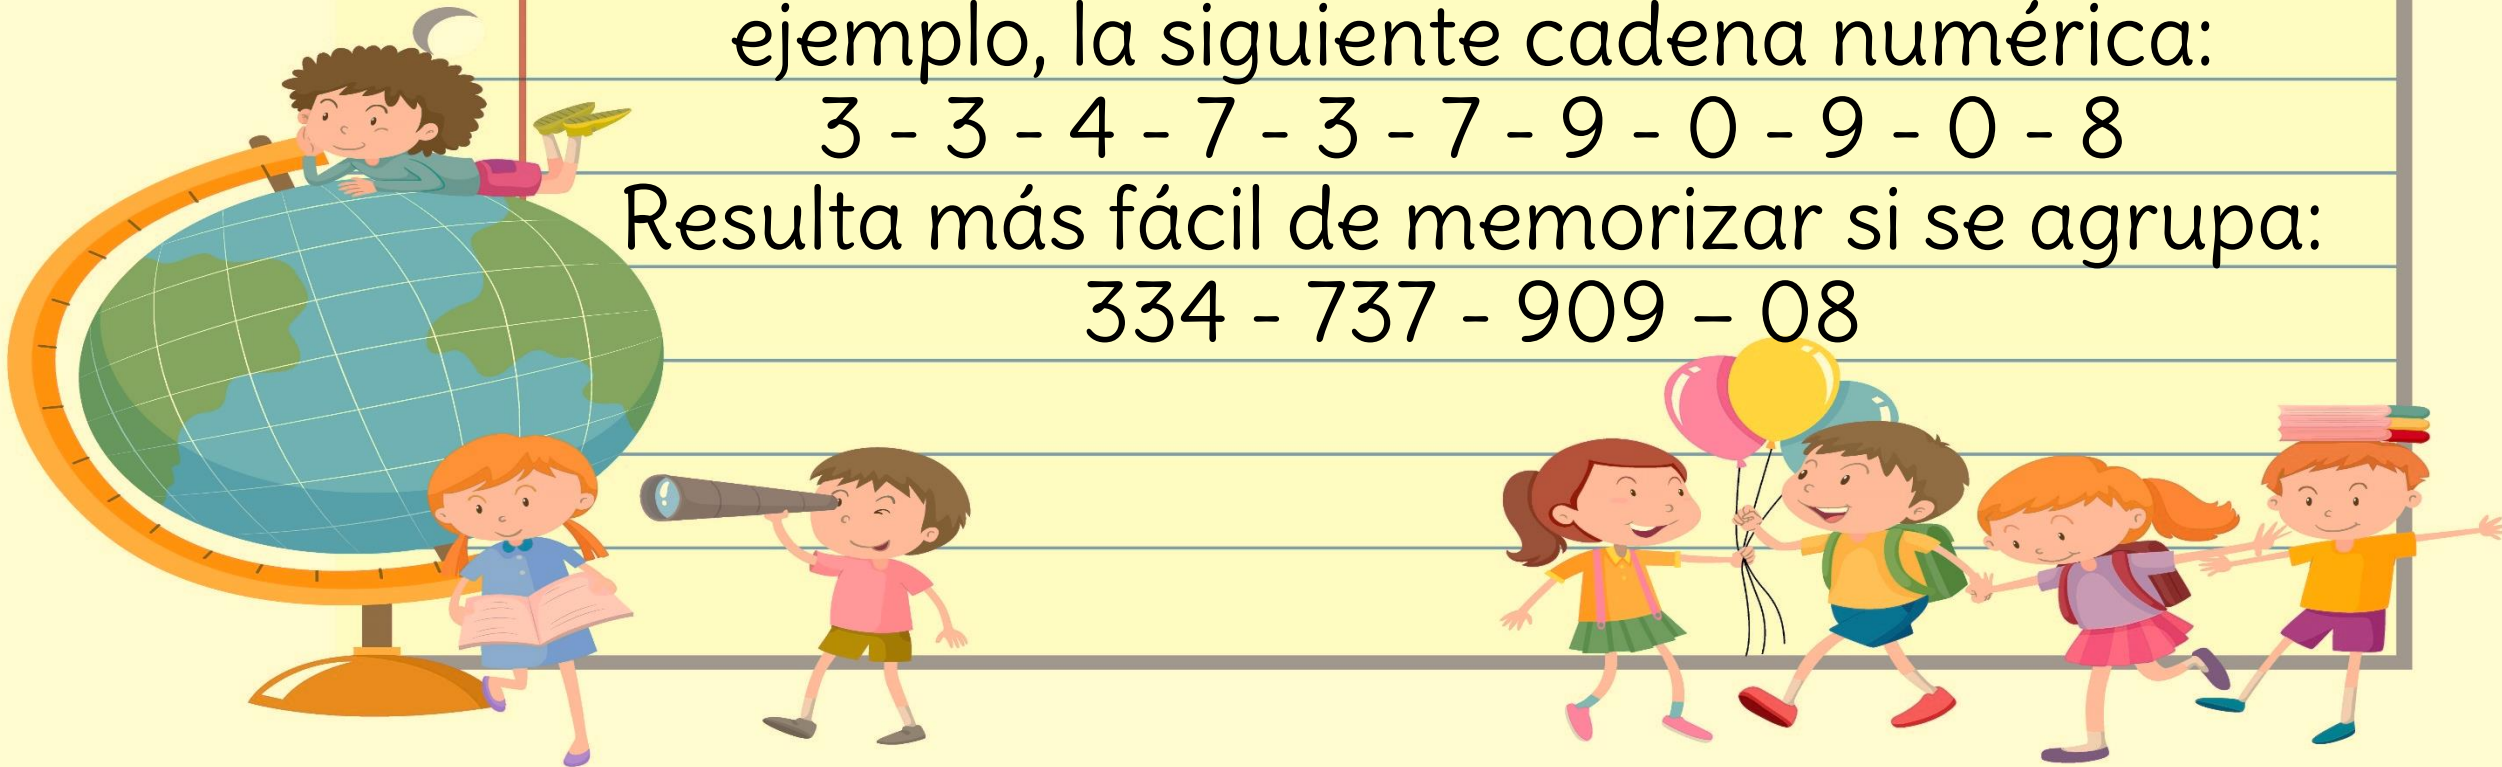 ejemplo, la siguiente cadena numérica:
3 - 3 - 4 - 7 - 3 - 7 - 9 - 0 - 9 - 0 - 8
Resulta más fácil de memorizar si se agrupa:
334 - 737 - 909 - 08